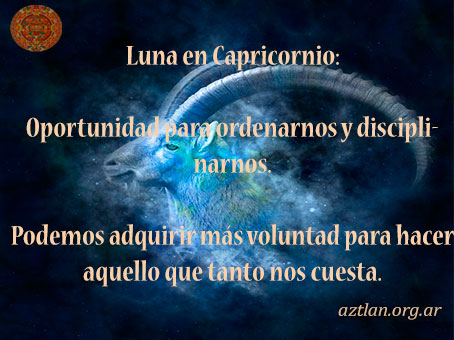 Luna en Capricornio:
Oportunidad para ordenarnos y discipli-
narnos.
Podemos adquirir más voluntad para hacer
aquello que tanto nos cuesta.
aztlan.org.ar